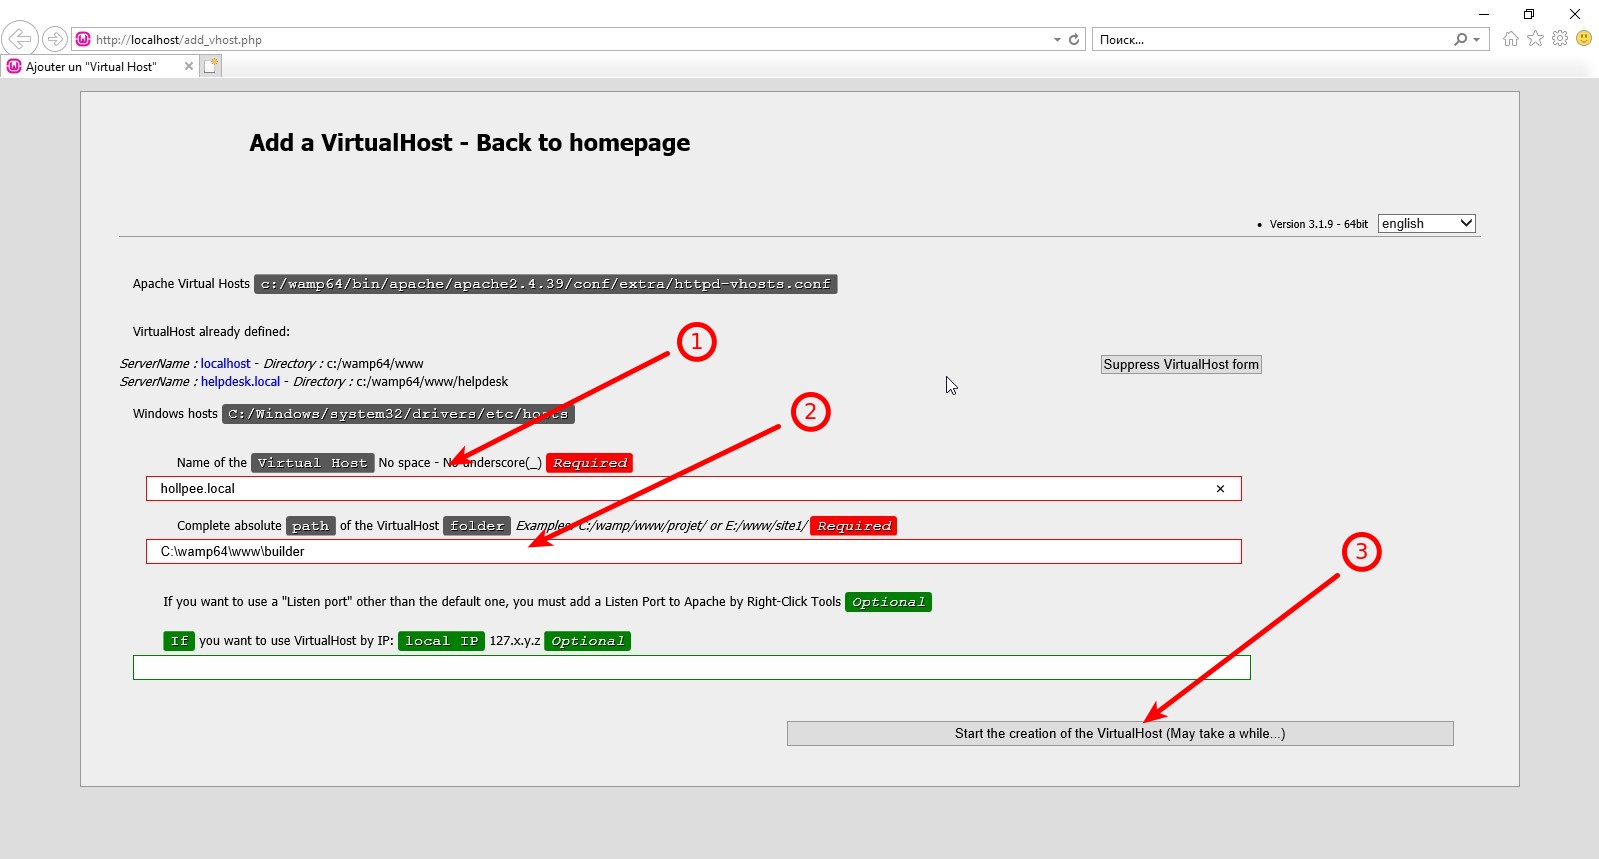 http://localhost/add_vhost.php
Поиск...
Ajouter un "Virtual Host"
Add a VirtualHost - Back to homepage
• Version 3.1.9 - 64bit english
Apache Virtual Hosts c:/wamp64/bin/apache/apache2.4.39/conf/extra/httpd-vhosts.conf
VirtualHost already defined:
1
ServerName : localhost - Directory : c:/wamp64/www
Suppress VirtualHost form
ServerName : helpdesk.local - Directory : c:/wamp64/www/helpdesk
Windows hosts C:/Windows/system32/drivers/etc/hosts
2
Name of the Virtual Host No space - No underscore(_) Required
hollpee.local
Complete absolute path of the VirtualHost folder Examples: C:/wamp/www/projet/ or E:/www/site1/ Required
C:\wamp64\www\builder
3
If you want to use a "Listen port" other than the default one, you must add a Listen Port to Apache by Right-Click Tools Optional
If you want to use VirtualHost by IP: local IP 127.x.y.z Optional
Start the creation of the VirtualHost (May take a while...)